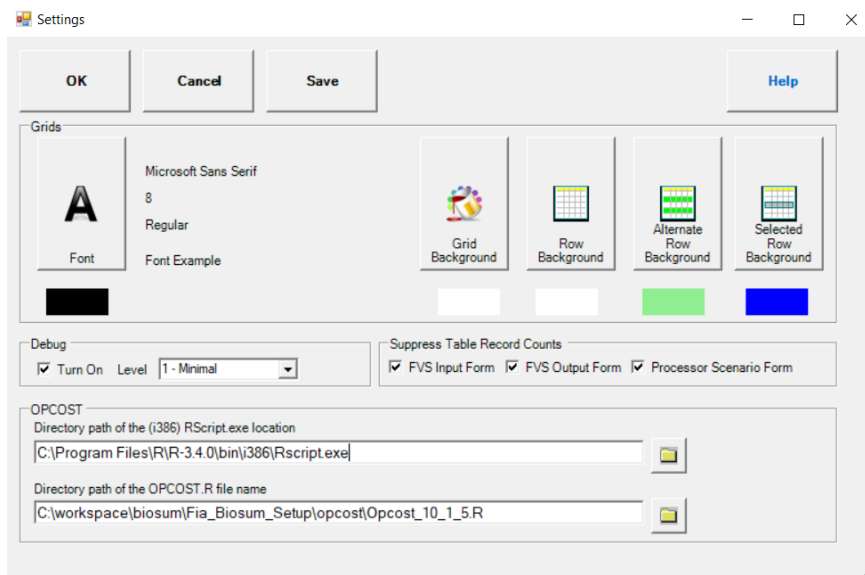 Settings
OK Cancel Save Help
Grids
Microsoft Sans Serif
8
Regular
Font Example
Font
Grid Background
Row Background
Alternate Row Background
Selected Row Background
Debug
Turn On Level 1 - Minimal
Suppress Table Record Counts
FVS Input Form FVS Output Form Processor Scenario Form
OPCOST
Directory path of the (i386) RScript.exe location
C:\Program Files\R\R-3.4.0\bin\i386\Rscript.exe
Directory path of the OPCOST.R file name
C:\workspace\biosum\Fia_Biosum_Setup\opcost\Opcost_10_1_5.R